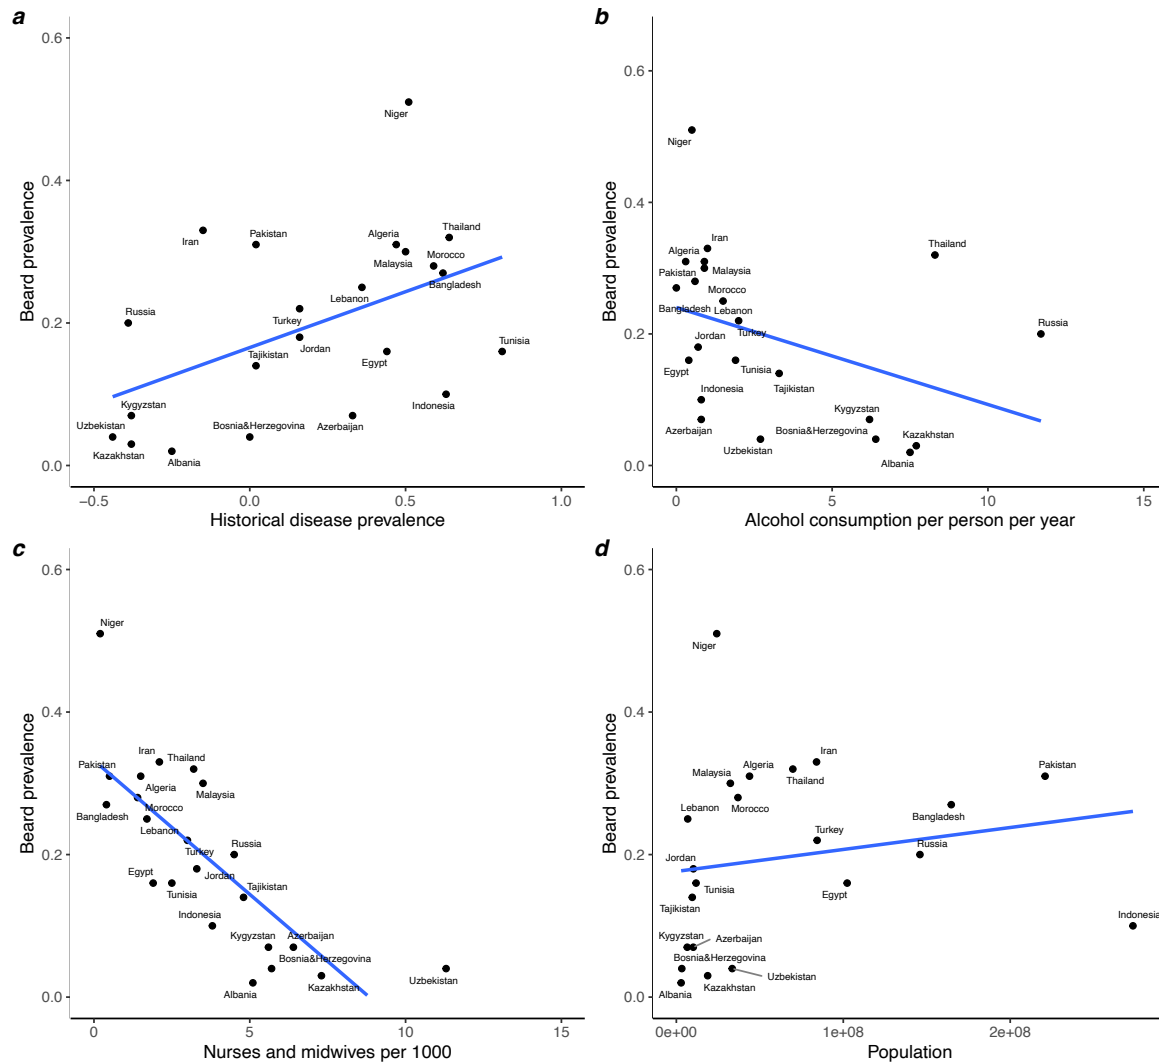 a
0.6
0.4
0.2
0.0
Beard prevalence
Niger
Iran
Pakistan
Algeria
Thailand
Malaysia
Morocco
Bangladesh
Lebanon
Russia
Turkey
Jordan
Tajikistan
Egypt
Tunisia
Kygyzstan
Indonesia
Uzbekistan
Bosnia&Herzegovina
Azerbaijan
Kazakhstan
Albania
−0.5
0.0
0.5
1.0
Historical disease prevalence
b
0.6
0.4
0.2
0.0
Beard prevalence
Niger
Iran
Algeria
Thailand
Pakistan
Malaysia
Morocco
Bangladesh
Lebanon
Russia
Turkey
Jordan
Egypt
Tunisia
Tajikistan
Indonesia
Kygyzstan
Azerbaijan
Bosnia&Herzegovina
Uzbekistan
Kazakhstan
Albania
0
5
10
15
Alcohol consumption per person per year
c
0.6
0.4
0.2
0.0
Beard prevalence
Niger
Iran
Thailand
Pakistan
Algeria
Malaysia
Morocco
Bangladesh
Lebanon
Russia
Turkey
Egypt
Jordan
Tunisia
Tajikistan
Indonesia
Kygyzstan
Azerbaijan
Bosnia&Herzegovina
Uzbekistan
Kazakhstan
Albania
0
5
10
15
Nurses and midwives per 1000
d
0.6
0.4
0.2
0.0
Beard prevalence
Niger
Iran
Algeria
Pakistan
Malaysia
Thailand
Lebanon
Morocco
Bangladesh
Turkey
Russia
Jordan
Tunisia
Egypt
Tajikistan
Indonesia
Kygyzstan
Azerbaijan
Bosnia&Herzegovina
Uzbekistan
Kazakhstan
Albania
0e+00
1e+08
2e+08
Population